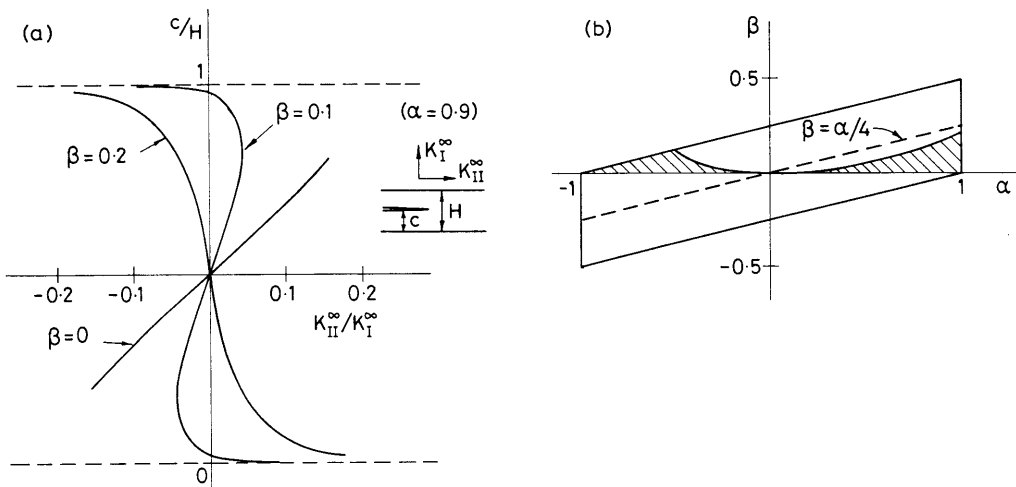 (a)
c/H
1
β=0.1
(α=0.9)
β=0.2
K_I^∞
K_II^∞
H
c
-0.2
-0.1
0.1
0.2
K_II^∞/K_I^∞
β=0
0
(b)
β
0.5
β=α/4
-1
1
α
-0.5